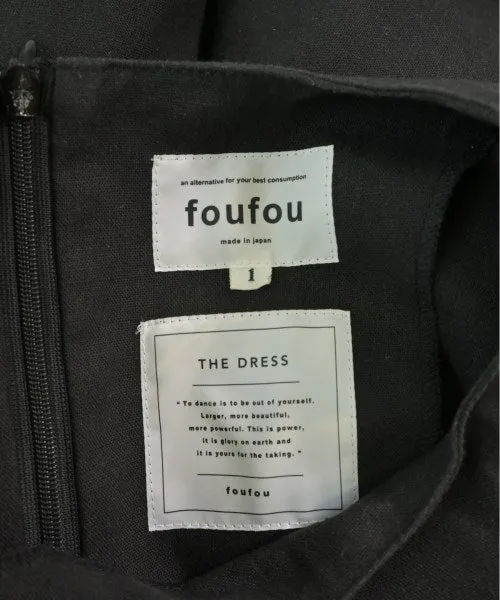 an alternative for your best consumption
foufou
made in japan
1
THE DRESS
" To dance is to be out of yourself.
Larger, more beautiful,
more powerful. This is power,
it is glory on earth and
it is yours for the taking. "
foufou